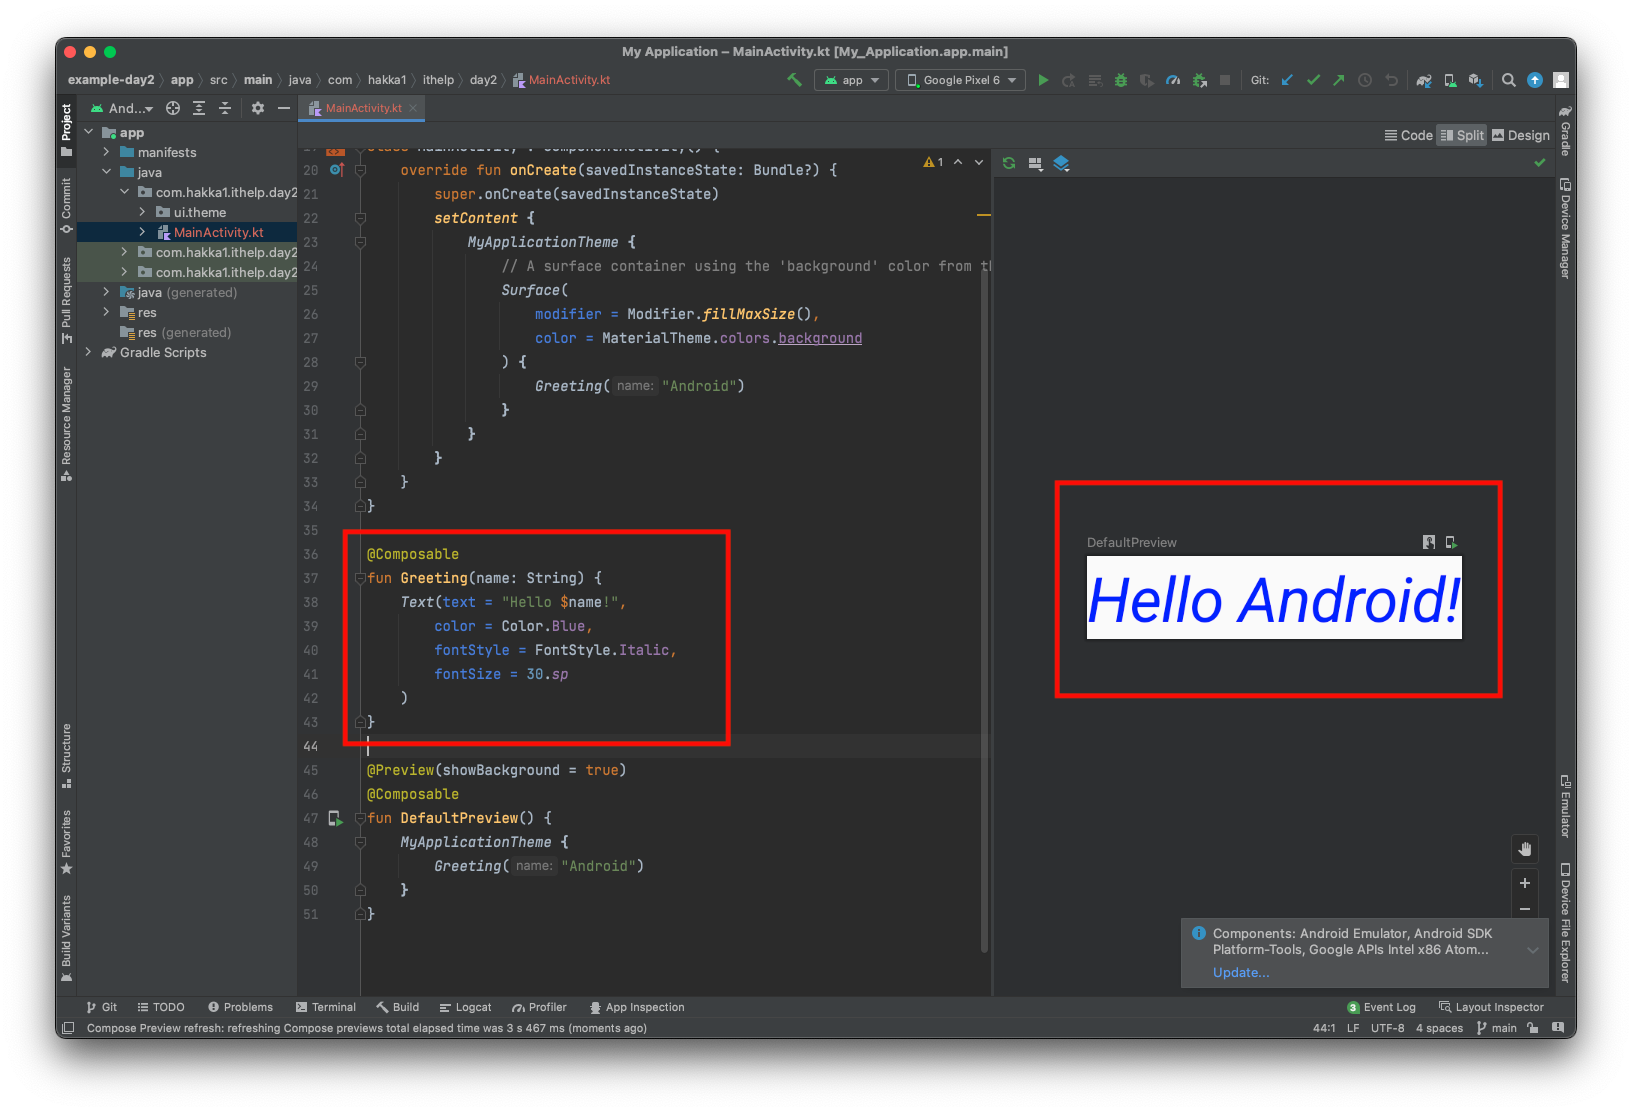 My Application – MainActivity.kt [My_Application.app.main]
example-day2 app src main java com hakka1 ithelp day2 MainActivity.kt app Google Pixel 6 Git:
And... MainActivity.kt
Project
Commit
Pull Requests
Resource Manager
Structure
Favorites
Build Variants
app
manifests
java
com.hakka1.ithelp.day2
ui.theme
MainActivity.kt
com.hakka1.ithelp.day2
com.hakka1.ithelp.day2
java (generated)
res
res (generated)
Gradle Scripts
Code Split Design
1
20 override fun onCreate(savedInstanceState: Bundle?) {
21 super.onCreate(savedInstanceState)
22 setContent {
23 MyApplicationTheme {
24 // A surface container using the 'background' color from th
25 Surface(
26 modifier = Modifier.fillMaxSize(),
27 color = MaterialTheme.colors.background
28 ) {
29 Greeting( name: "Android")
30 }
31 }
32 }
33 }
34 }
35
36 @Composable
37 fun Greeting(name: String) {
38 Text(text = "Hello $name!",
39 color = Color.Blue,
40 fontStyle = FontStyle.Italic,
41 fontSize = 30.sp
42 )
43 }
44
45 @Preview(showBackground = true)
46 @Composable
47 fun DefaultPreview() {
48 MyApplicationTheme {
49 Greeting( name: "Android")
50 }
51 }
DefaultPreview
Hello Android!
Gradle
Device Manager
Emulator
Device File Explorer
Components: Android Emulator, Android SDK
Platform-Tools, Google APIs Intel x86 Atom...
Update...
Git TODO Problems Terminal Build Logcat Profiler App Inspection 3 Event Log Layout Inspector
Compose Preview refresh: refreshing Compose previews total elapsed time was 3 s 467 ms (moments ago) 44:1 LF UTF-8 4 spaces main